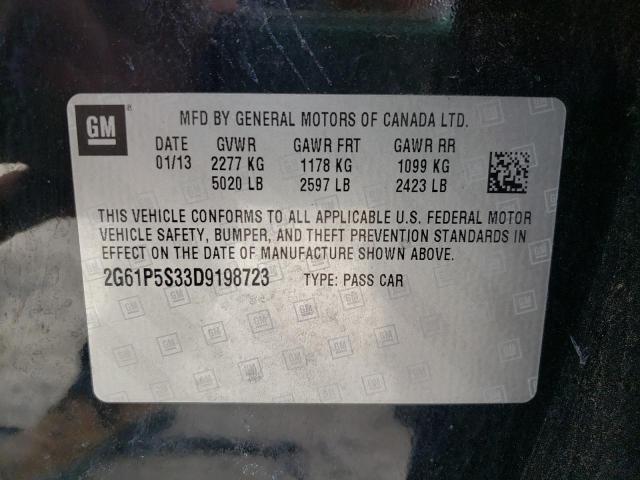 GM
MFD BY GENERAL MOTORS OF CANADA LTD.
DATE GVWR GAWR FRT GAWR RR
01/13 2277 KG 1178 KG 1099 KG
5020 LB 2597 LB 2423 LB
THIS VEHICLE CONFORMS TO ALL APPLICABLE U.S. FEDERAL MOTOR
VEHICLE SAFETY, BUMPER, AND THEFT PREVENTION STANDARDS IN
EFFECT ON THE DATE OF MANUFACTURE SHOWN ABOVE.
2G61P5S33D9198723 TYPE: PASS CAR